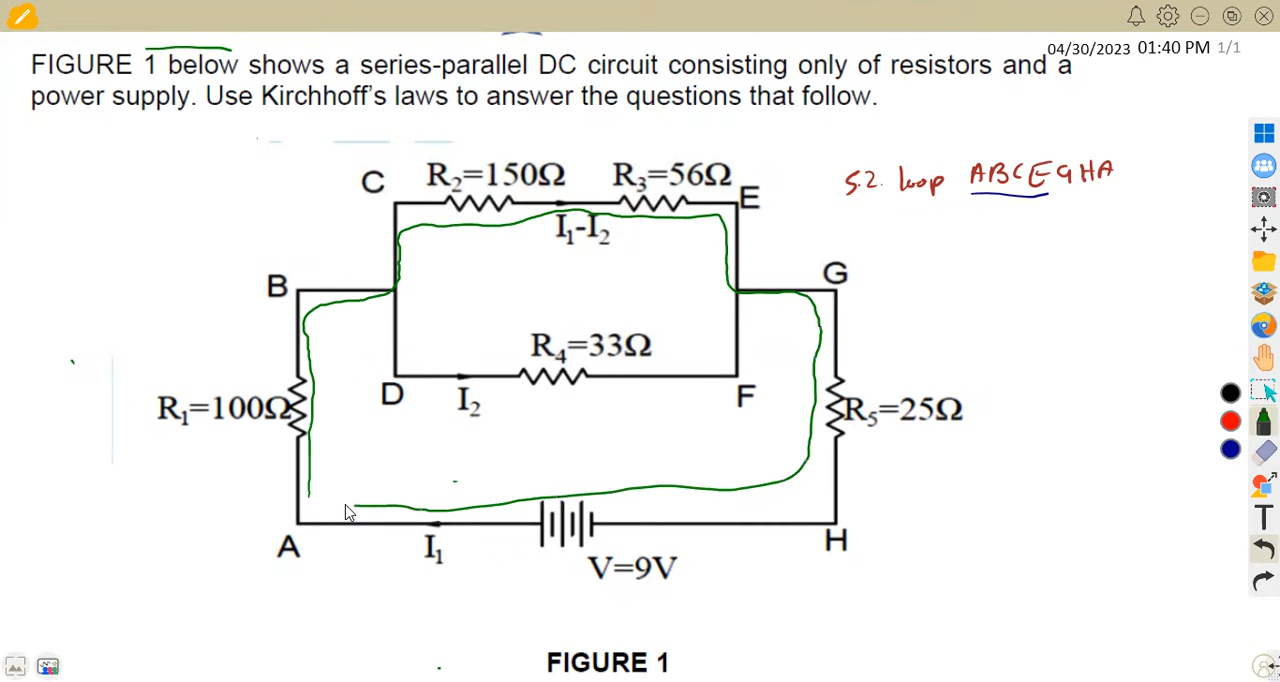 04/30/2023 01:40 PM 1/1
FIGURE 1 below shows a series-parallel DC circuit consisting only of resistors and a
power supply. Use Kirchhoff's laws to answer the questions that follow.
C R₂=150Ω R₃=56Ω E
5.2. loop ABCEGHA
I₁-I₂
B G
R₄=33Ω
D I₂ F
R₁=100Ω R₅=25Ω
A I₁ V=9V H
FIGURE 1